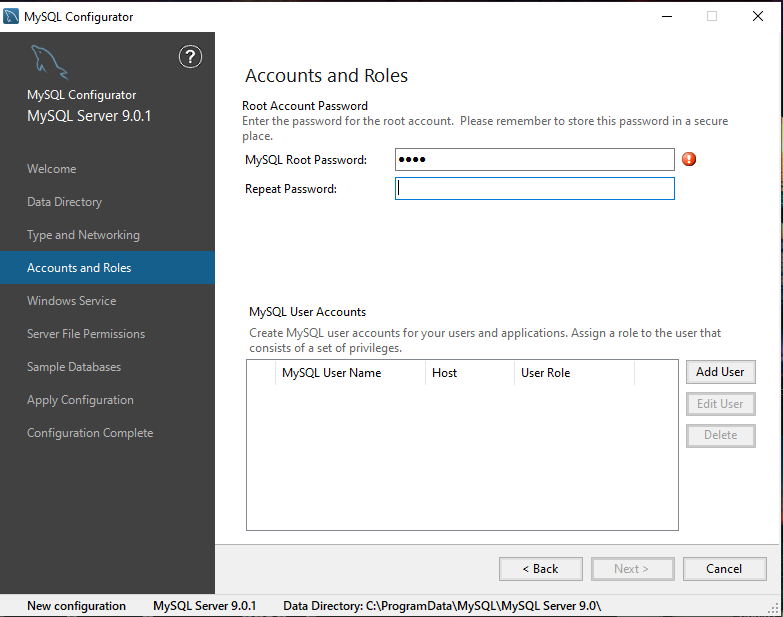 MySQL Configurator
?
MySQL Configurator
MySQL Server 9.0.1
Welcome
Data Directory
Type and Networking
Accounts and Roles
Windows Service
Server File Permissions
Sample Databases
Apply Configuration
Configuration Complete
Accounts and Roles
Root Account Password
Enter the password for the root account.  Please remember to store this password in a secure
place.
MySQL Root Password: ●●●●
Repeat Password:
MySQL User Accounts
Create MySQL user accounts for your users and applications. Assign a role to the user that
consists of a set of privileges.
MySQL User Name Host User Role
Add User
Edit User
Delete
< Back Next > Cancel
New configuration MySQL Server 9.0.1 Data Directory: C:\ProgramData\MySQL\MySQL Server 9.0\